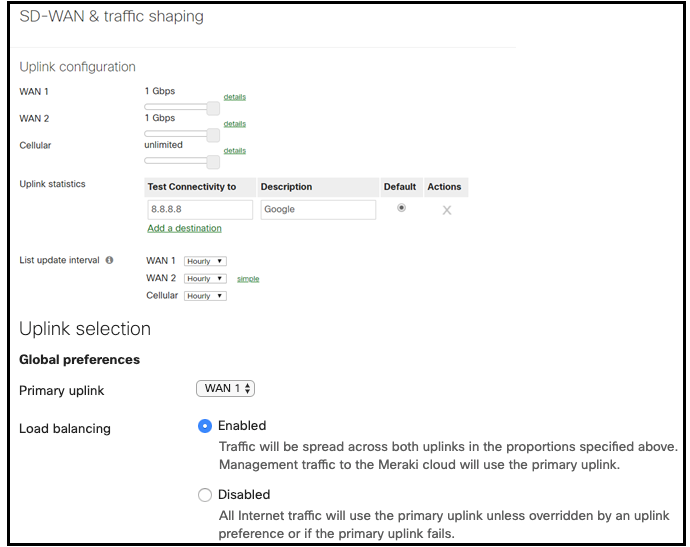 SD-WAN & traffic shaping
Uplink configuration
WAN 1 1 Gbps details
WAN 2 1 Gbps details
Cellular unlimited details
Uplink statistics Test Connectivity to Description Default Actions
8.8.8.8 Google X
Add a destination
List update interval i WAN 1 Hourly ▼
WAN 2 Hourly ▼ simple
Cellular Hourly ▼
Uplink selection
Global preferences
Primary uplink WAN 1
Load balancing Enabled
Traffic will be spread across both uplinks in the proportions specified above.
Management traffic to the Meraki cloud will use the primary uplink.
Disabled
All Internet traffic will use the primary uplink unless overridden by an uplink
preference or if the primary uplink fails.